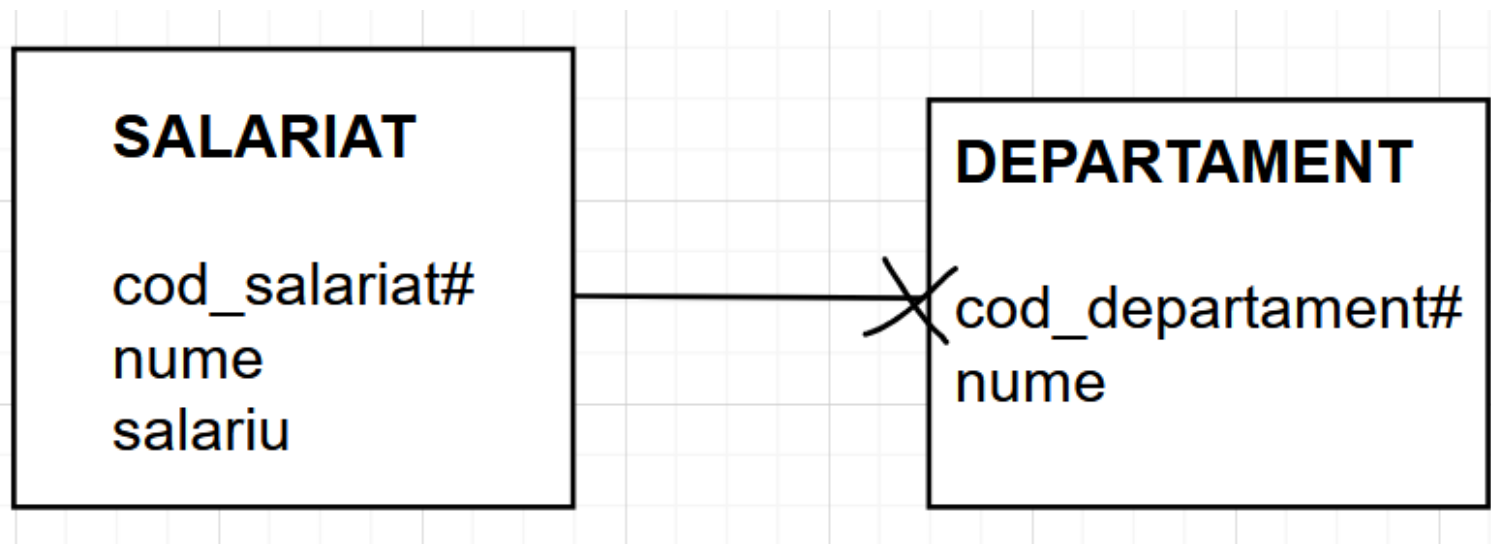 SALARIAT
cod_salariat#
nume
salariu
DEPARTAMENT
cod_departament#
nume